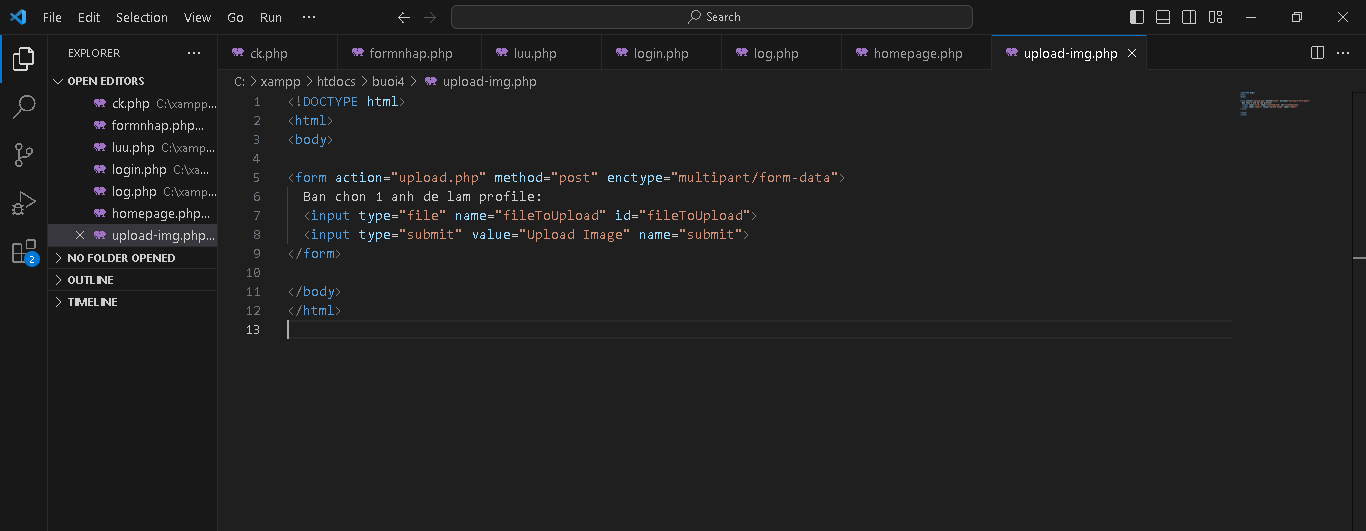 File Edit Selection View Go Run ··· Search
EXPLORER ···
OPEN EDITORS
ck.php C:\xampp...
formnhap.php...
luu.php C:\xamp...
login.php C:\xa...
log.php C:\xampp...
homepage.php...
upload-img.php...
NO FOLDER OPENED
OUTLINE
TIMELINE
2
ck.php formnhap.php luu.php login.php log.php homepage.php upload-img.php
C: > xampp > htdocs > buoi4 > upload-img.php
1 <!DOCTYPE html>
2 <html>
3 <body>
4
5 <form action="upload.php" method="post" enctype="multipart/form-data">
6 Ban chon 1 anh de lam profile:
7 <input type="file" name="fileToUpload" id="fileToUpload">
8 <input type="submit" value="Upload Image" name="submit">
9 </form>
10
11 </body>
12 </html>
13